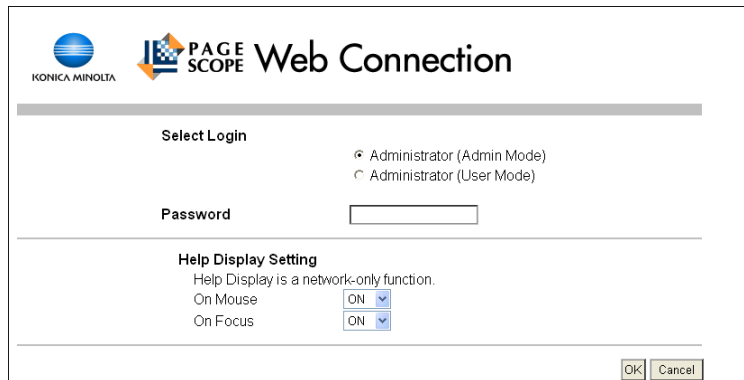 KONICA MINOLTA
PAGE SCOPE Web Connection
Select Login
Administrator (Admin Mode)
Administrator (User Mode)
Password
Help Display Setting
Help Display is a network-only function.
On Mouse ON
On Focus ON
OK Cancel